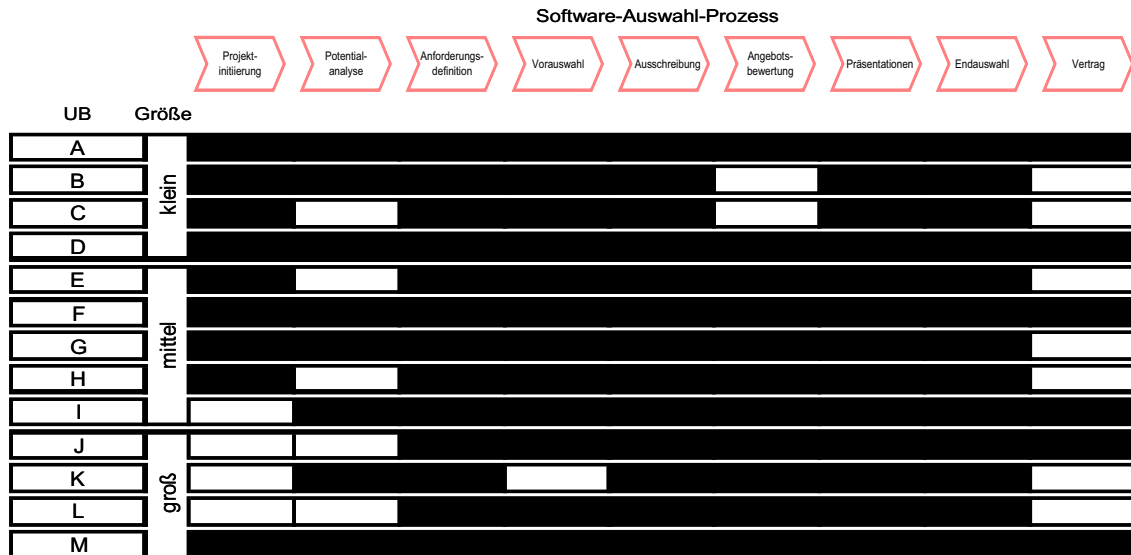 Software-Auswahl-Prozess
Projekt-
initiierung
Potential-
analyse
Anforderungs-
definition
Vorauswahl
Ausschreibung
Angebots-
bewertung
Präsentationen
Endauswahl
Vertrag
UB Größe
A
B
C
D
klein
E
F
G
H
I
mittel
J
K
L
M
groß